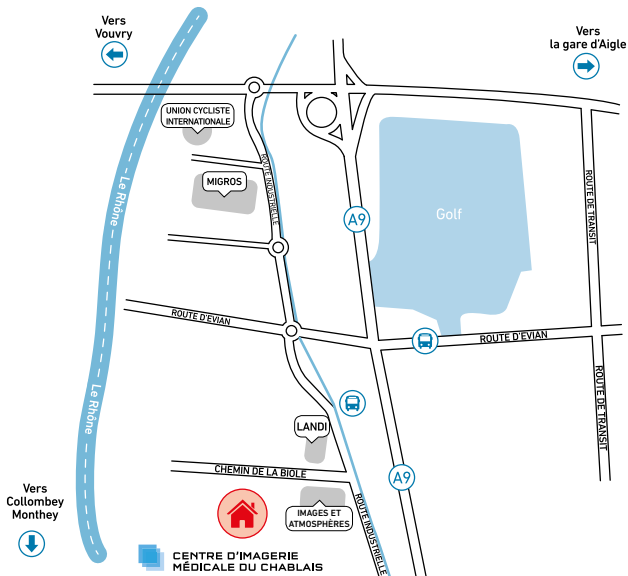 Vers
Vouvry
Vers
la gare d'Aigle
UNION CYCLISTE
INTERNATIONALE
MIGROS
ROUTE INDUSTRIELLE
Le Rhône
A9
Golf
ROUTE DE TRANSIT
ROUTE D'EVIAN
ROUTE D'EVIAN
Le Rhône
ROUTE DE TRANSIT
LANDI
CHEMIN DE LA BIOLE
A9
Vers
Collombey
Monthey
IMAGES ET
ATMOSPHÈRES
ROUTE INDUSTRIELLE
CENTRE D'IMAGERIE
MÉDICALE DU CHABLAIS